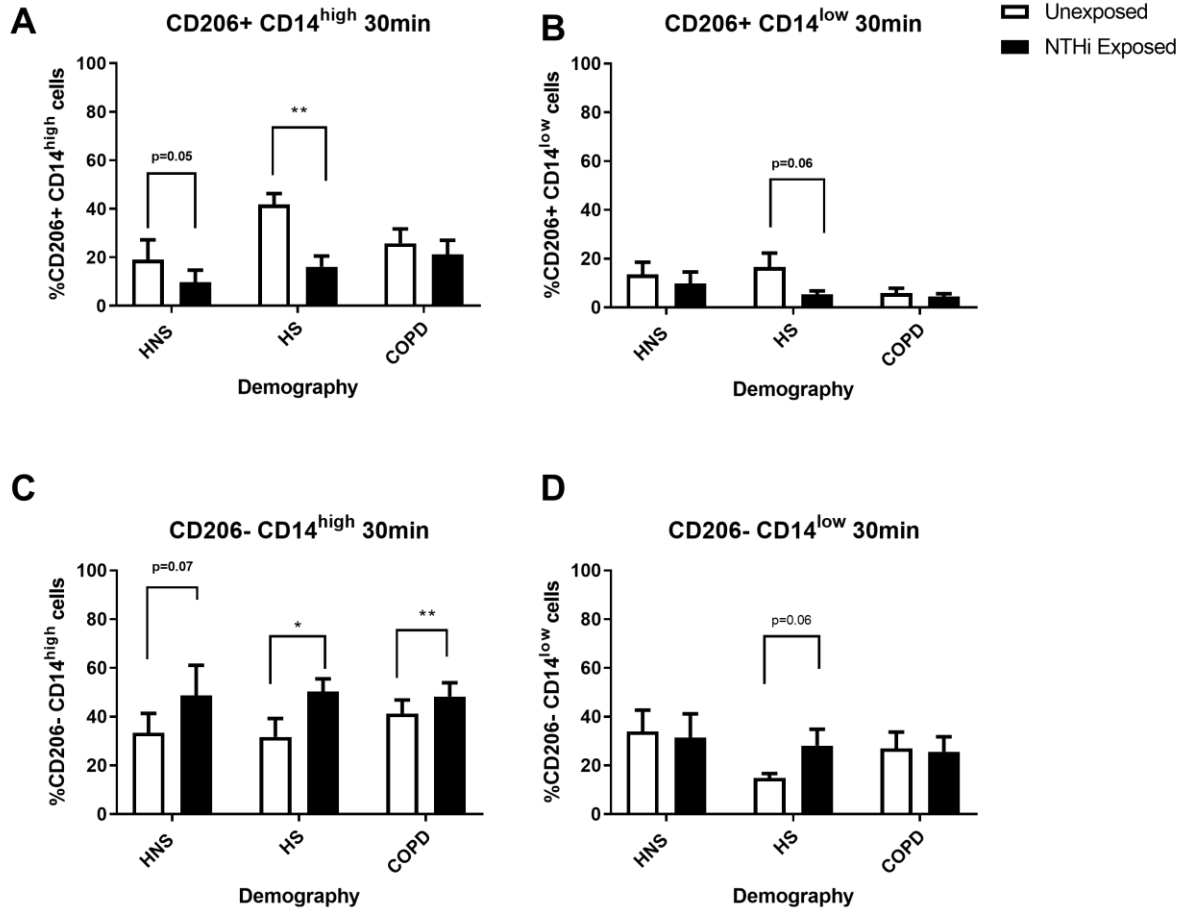 Unexposed
NTHi Exposed
A
CD206+ CD14high 30min
%CD206+ CD14high cells
100
80
60
40
20
0
p=0.05
**
HNS
HS
COPD
Demography
B
CD206+ CD14low 30min
%CD206+ CD14low cells
100
80
60
40
20
0
p=0.06
HNS
HS
COPD
Demography
C
CD206- CD14high 30min
%CD206- CD14high cells
100
80
60
40
20
0
p=0.07
*
**
HNS
HS
COPD
Demography
D
CD206- CD14low 30min
%CD206- CD14low cells
100
80
60
40
20
0
p=0.06
HNS
HS
COPD
Demography